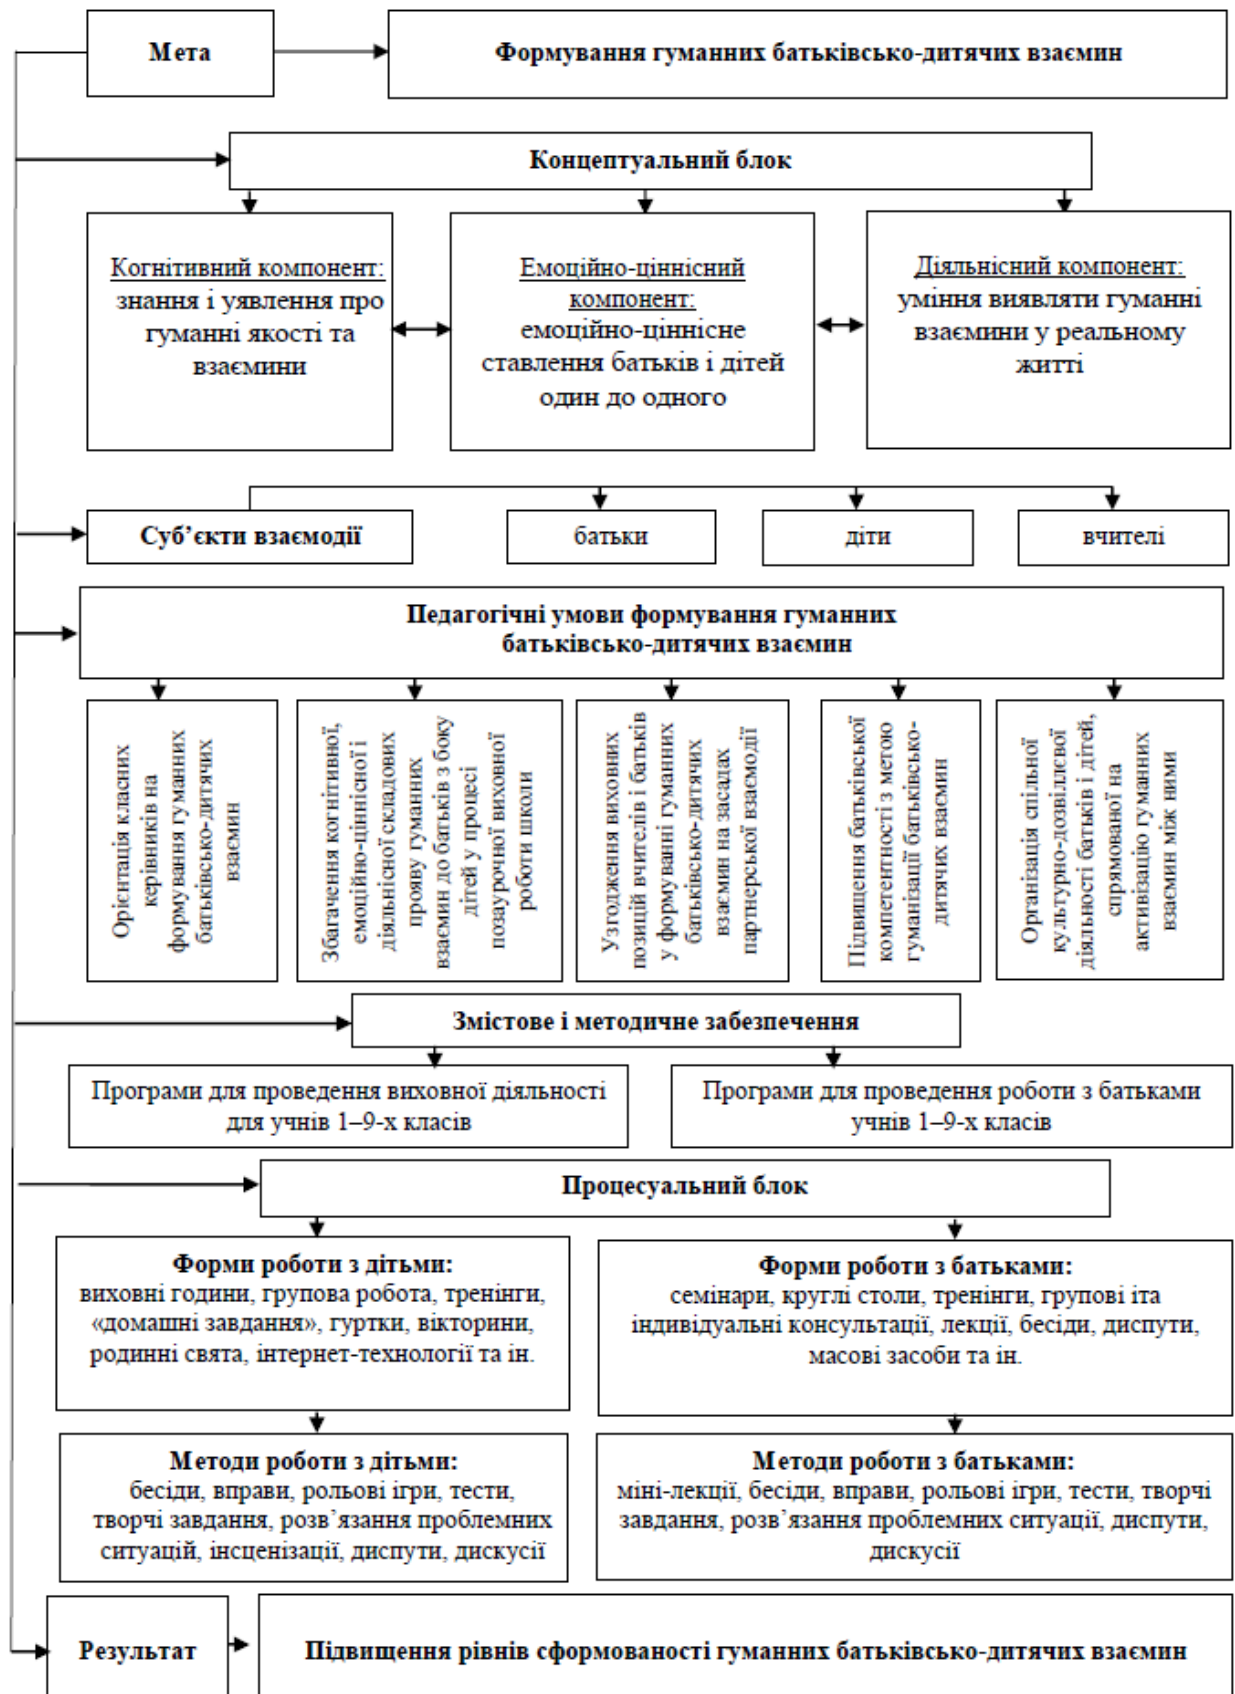 Мета
Формування гуманних батьківсько-дитячих взаємин
Концептуальний блок
Когнітивний компонент:
знання і уявлення про
гуманні якості та
взаємини
Емоційно-ціннісний
компонент:
емоційно-ціннісне
ставлення батьків і дітей
один до одного
Діяльнісний компонент:
уміння виявляти гуманні
взаємини у реальному
житті
Суб’єкти взаємодії
батьки
діти
вчителі
Педагогічні умови формування гуманних
батьківсько-дитячих взаємин
Орієнтація класних
керівників на
формування гуманних
батьківсько-дитячих
взаємин
Збагачення когнітивної,
емоційно-ціннісної і
діяльнісної складових
прояву гуманних
взаємин до батьків з боку
дітей у процесі
позаурочної виховної
роботи школи
Узгодження виховних
позицій вчителів і батьків
у формуванні гуманних
батьківсько-дитячих
взаємин на засадах
партнерської взаємодії
Підвищення батьківської
компетентності з метою
гуманізації батьківсько-
дитячих взаємин
Організація спільної
культурно-дозвіллєвої
діяльності батьків і дітей,
спрямованої на
активізацію гуманних
взаємин між ними
Змістове і методичне забезпечення
Програми для проведення виховної діяльності
для учнів 1–9-х класів
Програми для проведення роботи з батьками
учнів 1–9-х класів
Процесуальний блок
Форми роботи з дітьми:
виховні години, групова робота, тренінги,
«домашні завдання», гуртки, вікторини,
родинні свята, інтернет-технології та ін.
Форми роботи з батьками:
семінари, круглі столи, тренінги, групові іта
індивідуальні консультації, лекції, бесіди, диспути,
масові засоби та ін.
Методи роботи з дітьми:
бесіди, вправи, рольові ігри, тести,
творчі завдання, розв’язання проблемних
ситуацій, інсценізації, диспути, дискусії
Методи роботи з батьками:
міні-лекції, бесіди, вправи, рольові ігри, тести, творчі
завдання, розв’язання проблемних ситуації, диспути,
дискусії
Результат
Підвищення рівнів сформованості гуманних батьківсько-дитячих взаємин